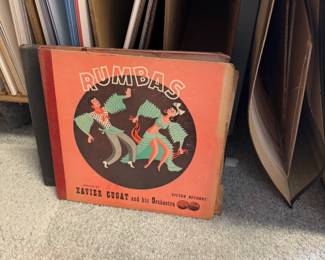 RUMBAS
XAVIER CUGAT and his Orchestra
VICTOR RECORDS